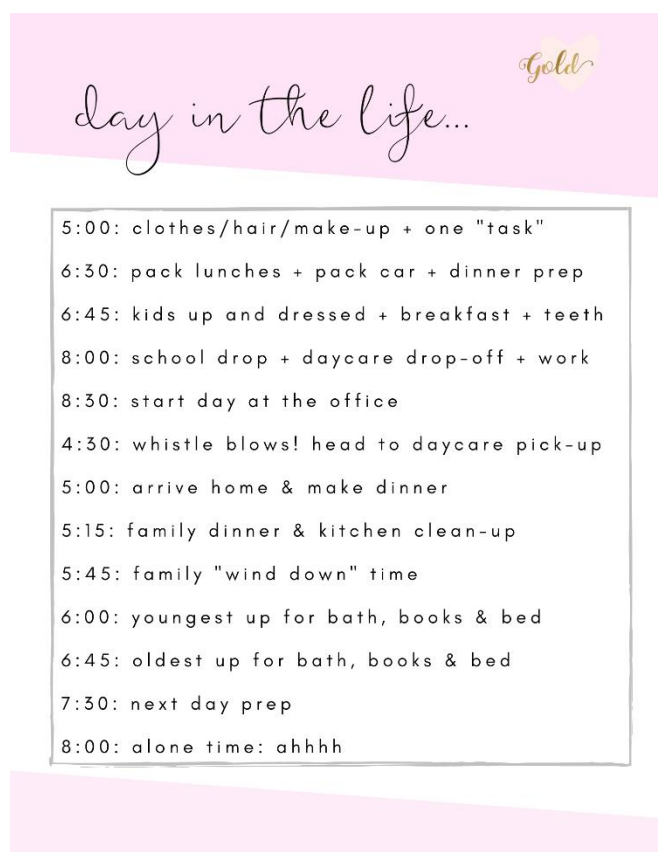 Gold
day in the life...
5:00: clothes/hair/make-up + one "task"
6:30: pack lunches + pack car + dinner prep
6:45: kids up and dressed + breakfast + teeth
8:00: school drop + daycare drop-off + work
8:30: start day at the office
4:30: whistle blows! head to daycare pick-up
5:00: arrive home & make dinner
5:15: family dinner & kitchen clean-up
5:45: family "wind down" time
6:00: youngest up for bath, books & bed
6:45: oldest up for bath, books & bed
7:30: next day prep
8:00: alone time: ahhhh